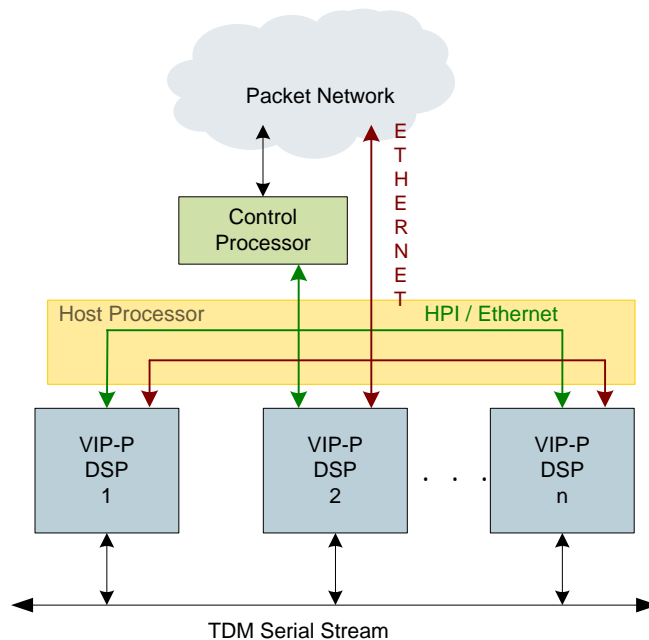 Packet Network
ETHERNET
Control
Processor
Host Processor
HPI / Ethernet
VIP-P
DSP
1
VIP-P
DSP
2
. . .
VIP-P
DSP
n
TDM Serial Stream